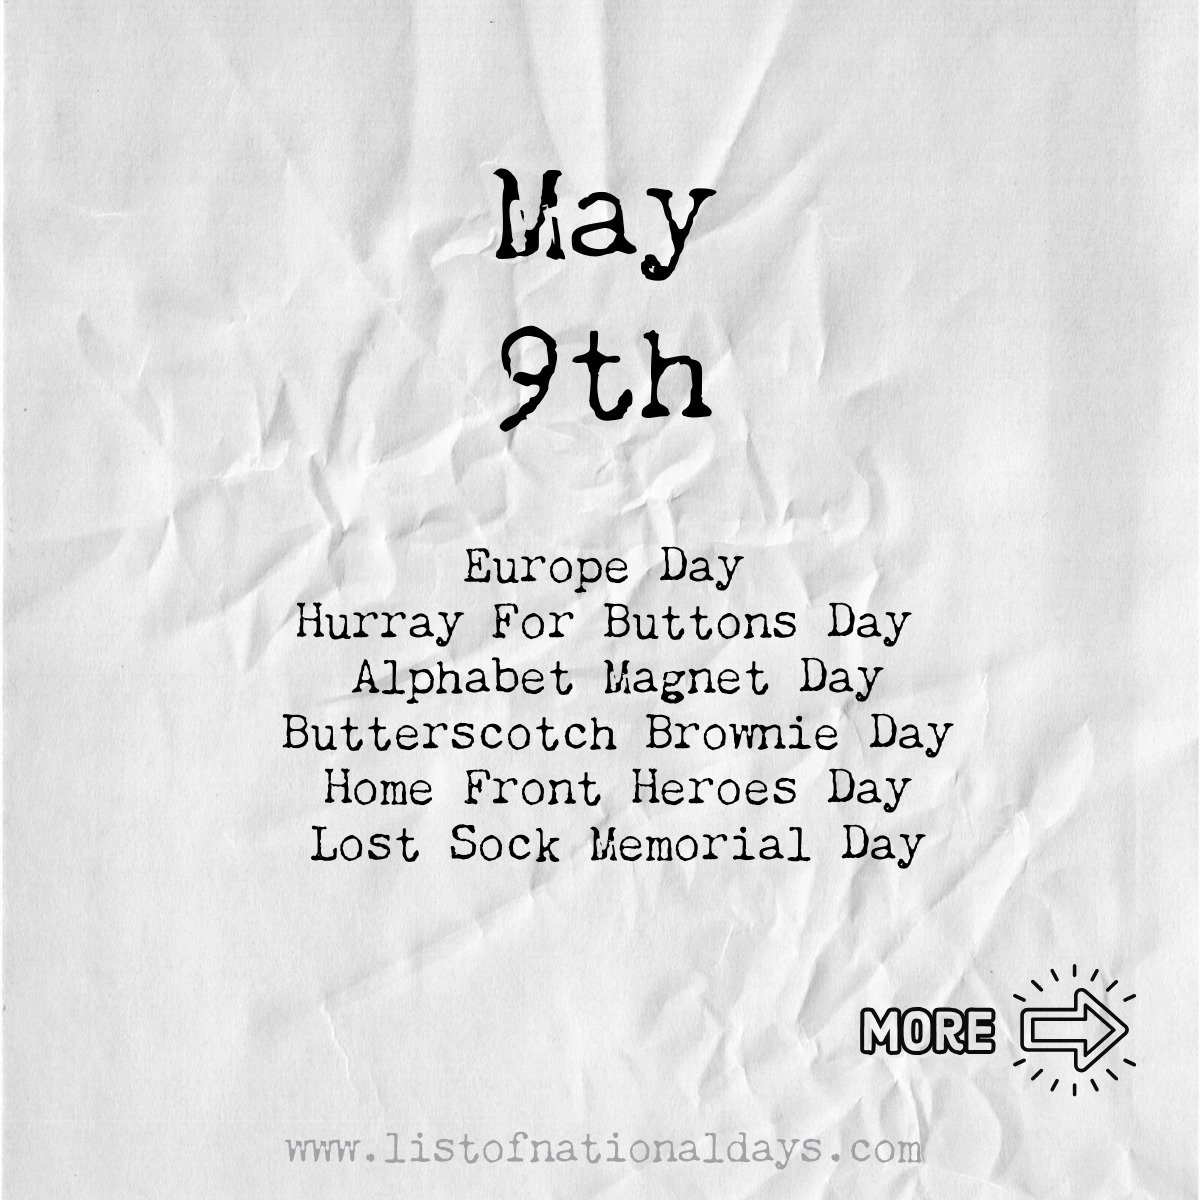 May
9th
Europe Day
Hurray For Buttons Day
Alphabet Magnet Day
Butterscotch Brownie Day
Home Front Heroes Day
Lost Sock Memorial Day
MORE
www.listofnationaldays.com